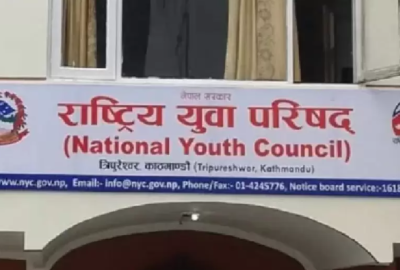 नेपाल सरकार
राष्ट्रिय युवा परिषद्
(National Youth Council)
त्रिपुरेश्वर, काठमाण्डौ (Tripureshwor, Kathmandu)
www.nyc.gov.np, Email:- info@nyc.gov.np, Phone/Fax:- 01-4245776, Notice board service:-1618